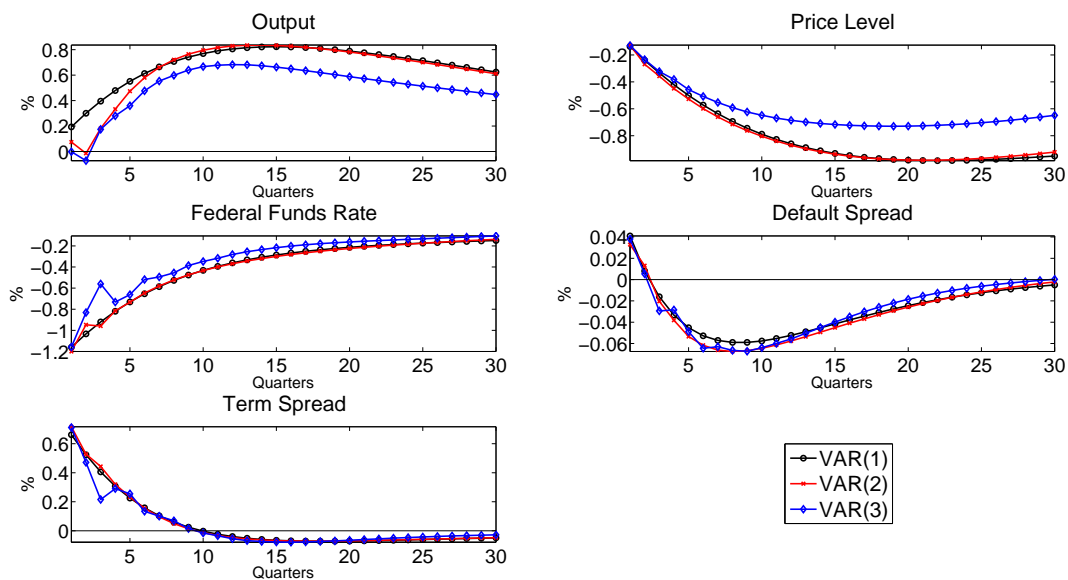 Output
0.8
0.6
0.4
0.2
0
%
5 10 15 20 25 30
Quarters
Price Level
−0.2
−0.4
−0.6
−0.8
%
5 10 15 20 25 30
Quarters
Federal Funds Rate
−0.2
−0.4
−0.6
−0.8
−1
−1.2
%
5 10 15 20 25 30
Quarters
Default Spread
0.04
0.02
0
−0.02
−0.04
−0.06
%
5 10 15 20 25 30
Quarters
Term Spread
0.6
0.4
0.2
0
%
5 10 15 20 25 30
Quarters
VAR(1)
VAR(2)
VAR(3)